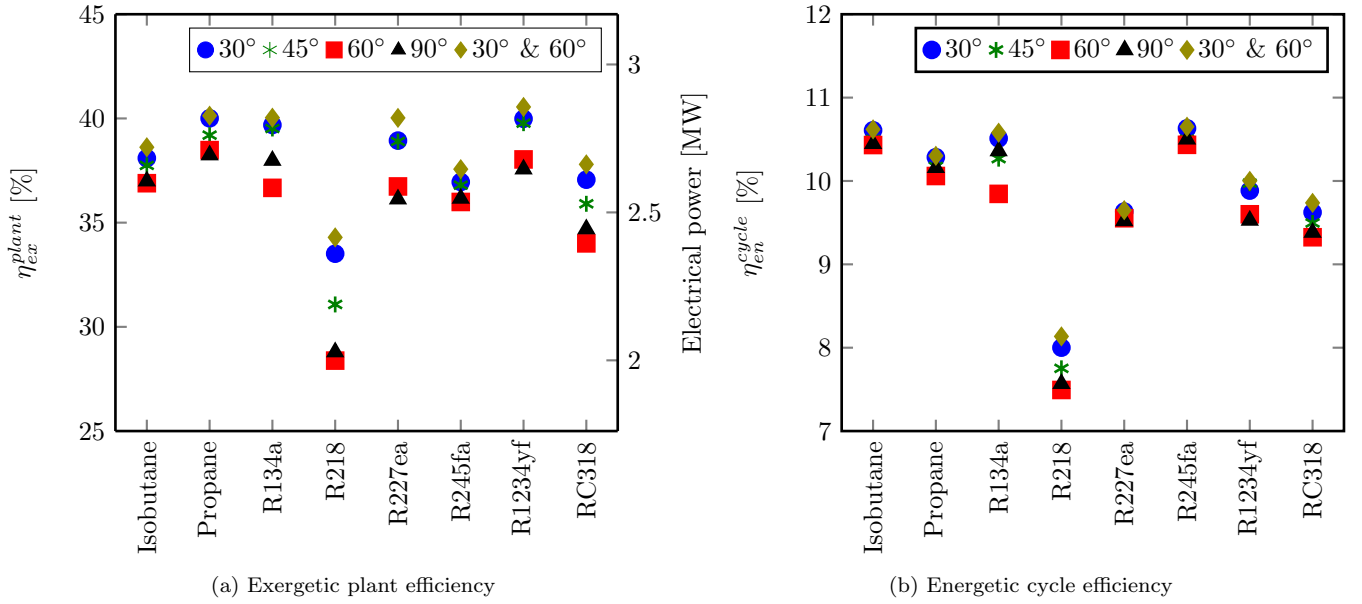 45
40
35
30
25
η_ex^plant [%]
30° 45° 60° 90° 30° & 60°
3
2.5
2
Electrical power [MW]
Isobutane
Propane
R134a
R218
R227ea
R245fa
R1234yf
RC318
(a) Exergetic plant efficiency
12
11
10
9
8
7
η_en^cycle [%]
30° 45° 60° 90° 30° & 60°
Isobutane
Propane
R134a
R218
R227ea
R245fa
R1234yf
RC318
(b) Energetic cycle efficiency